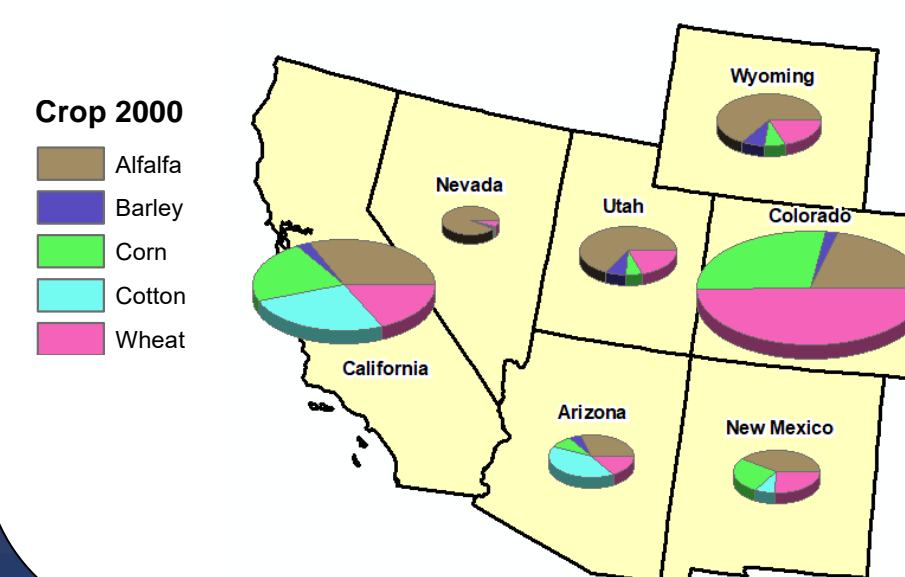 Crop 2000
Alfalfa
Barley
Corn
Cotton
Wheat
Wyoming
Nevada
Utah
Colorado
California
Arizona
New Mexico